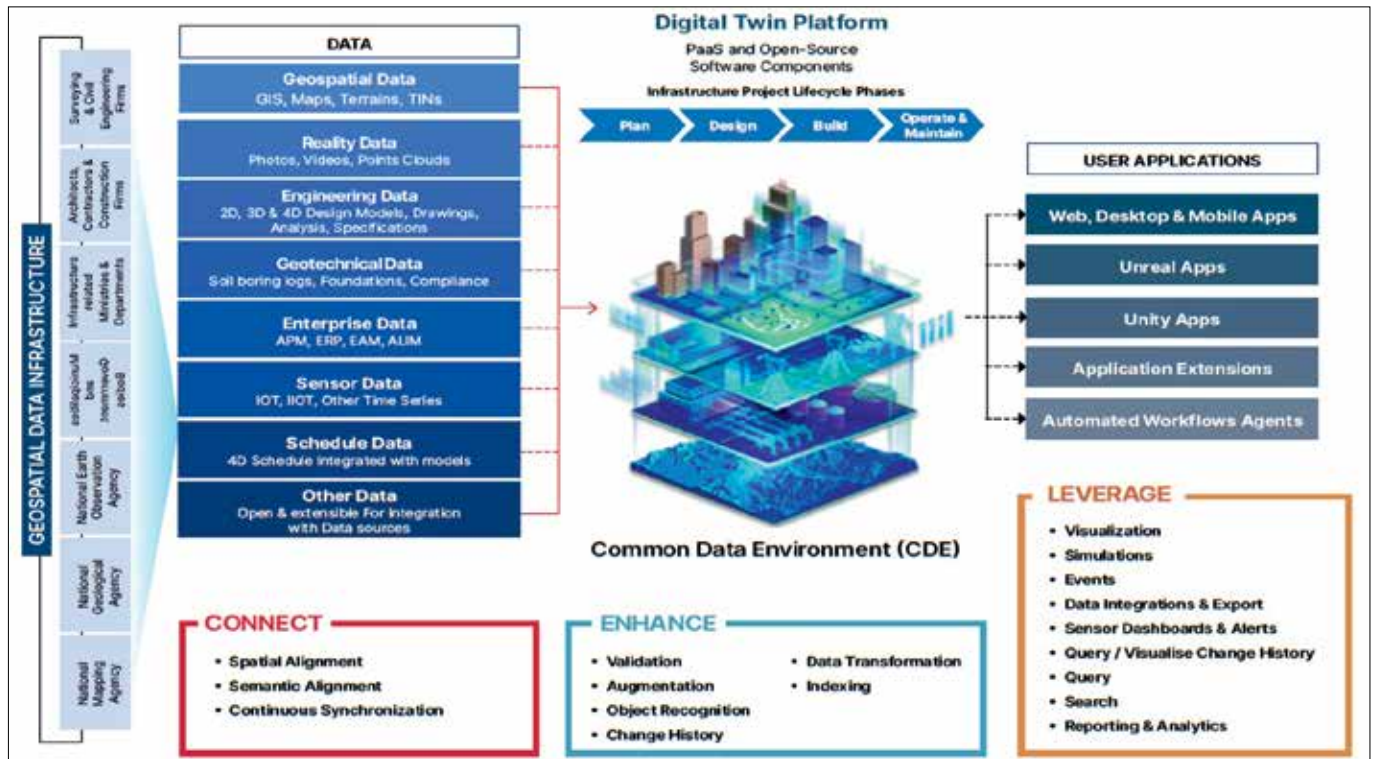 GEOSPATIAL DATA INFRASTRUCTURE
Surveying
& Civil
Engineering
Firms
Architects,
Contractors &
Construction
Firms
Infrastructure
related
Ministries &
Departments
Municipalities
and
Government
Bodies
National Earth
Observation
Agency
National
Geological
Agency
National
Mapping
Agency
DATA
Geospatial Data
GIS, Maps, Terrains, TINs
Reality Data
Photos, Videos, Points Clouds
Engineering Data
2D, 3D & 4D Design Models, Drawings,
Analysis, Specifications
Geotechnical Data
Soil boring logs, Foundations, Compliance
Enterprise Data
APM, ERP, EAM, ALIM
Sensor Data
IOT, IIOT, Other Time Series
Schedule Data
4D Schedule integrated with models
Other Data
Open & extensible For integration
with Data sources
Digital Twin Platform
PaaS and Open-Source
Software Components
Infrastructure Project Lifecycle Phases
Plan
Design
Build
Operate &
Maintain
Common Data Environment (CDE)
USER APPLICATIONS
Web, Desktop & Mobile Apps
Unreal Apps
Unity Apps
Application Extensions
Automated Workflows Agents
CONNECT
• Spatial Alignment
• Semantic Alignment
• Continuous Synchronization
ENHANCE
• Validation
• Augmentation
• Object Recognition
• Change History
• Data Transformation
• Indexing
LEVERAGE
• Visualization
• Simulations
• Events
• Data Integrations & Export
• Sensor Dashboards & Alerts
• Query / Visualise Change History
• Query
• Search
• Reporting & Analytics